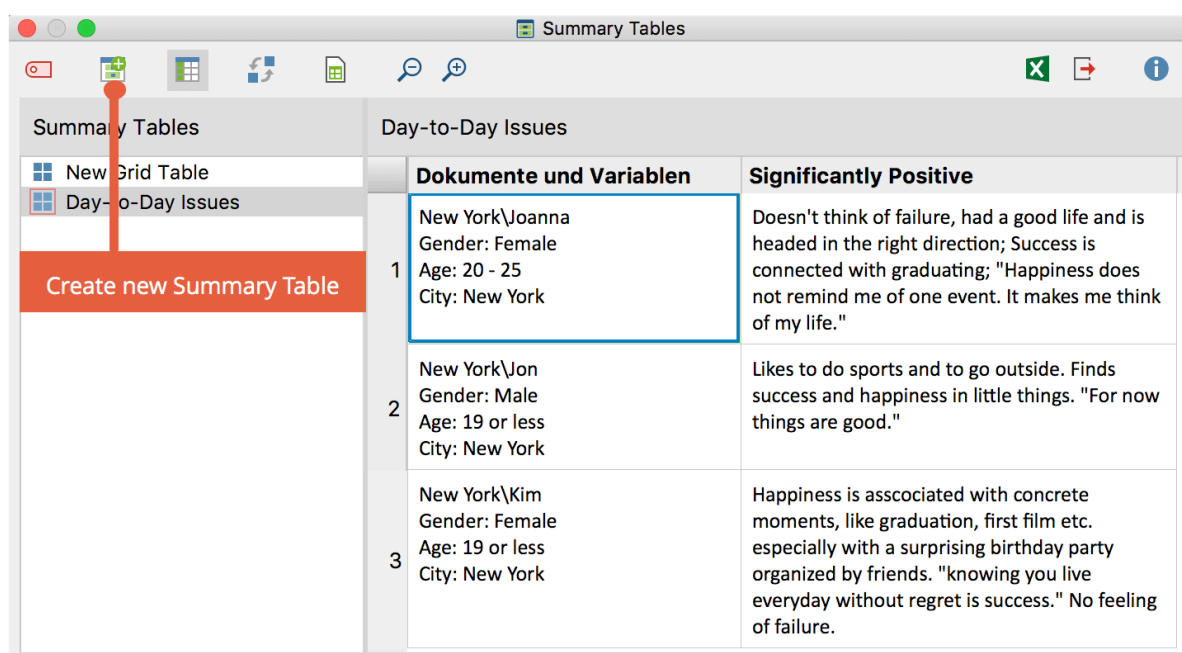 Summary Tables
Summary Tables
Day-to-Day Issues
New Grid Table
Day-to-Day Issues
Create new Summary Table
Dokumente und Variablen
Significantly Positive
1
New York\Joanna
Gender: Female
Age: 20 - 25
City: New York
Doesn't think of failure, had a good life and is
headed in the right direction; Success is
connected with graduating; "Happiness does
not remind me of one event. It makes me think
of my life."
2
New York\Jon
Gender: Male
Age: 19 or less
City: New York
Likes to do sports and to go outside. Finds
success and happiness in little things. "For now
things are good."
3
New York\Kim
Gender: Female
Age: 19 or less
City: New York
Happiness is asscociated with concrete
moments, like graduation, first film etc.
especially with a surprising birthday party
organized by friends. "knowing you live
everyday without regret is success." No feeling
of failure.